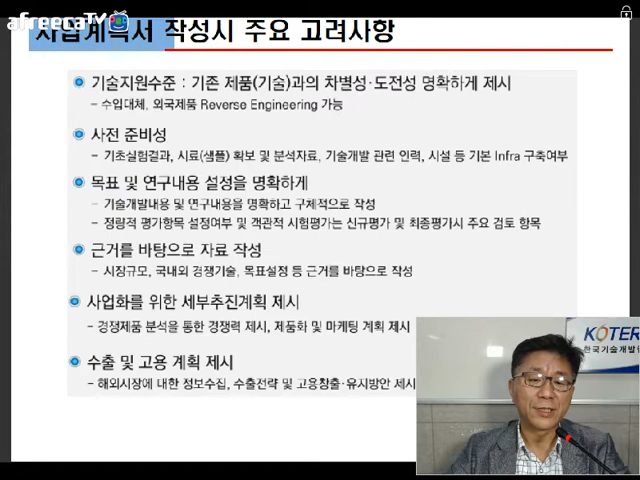 afreecaTV
사업계획서 작성시 주요 고려사항
기술지원수준 : 기존 제품(기술)과의 차별성·도전성 명확하게 제시
– 수입대체, 외국제품 Reverse Engineering 가능
사전 준비성
– 기초실험결과, 시료(샘플) 확보 및 분석자료, 기술개발 관련 인력, 시설 등 기본 Infra 구축여부
목표 및 연구내용 설정을 명확하게
– 기술개발내용 및 연구내용을 명확하고 구체적으로 작성
– 정량적 평가항목 설정여부 및 객관적 시험평가는 신규평가 및 최종평가시 주요 검토 항목
근거를 바탕으로 자료 작성
– 시장규모, 국내외 경쟁기술, 목표설정 등 근거를 바탕으로 작성
사업화를 위한 세부추진계획 제시
– 경쟁제품 분석을 통한 경쟁력 제시, 제품화 및 마케팅 계획 제시
수출 및 고용 계획 제시
– 해외시장에 대한 정보수집, 수출전략 및 고용창출·유지방안 제시
KOTER
한국기술개발